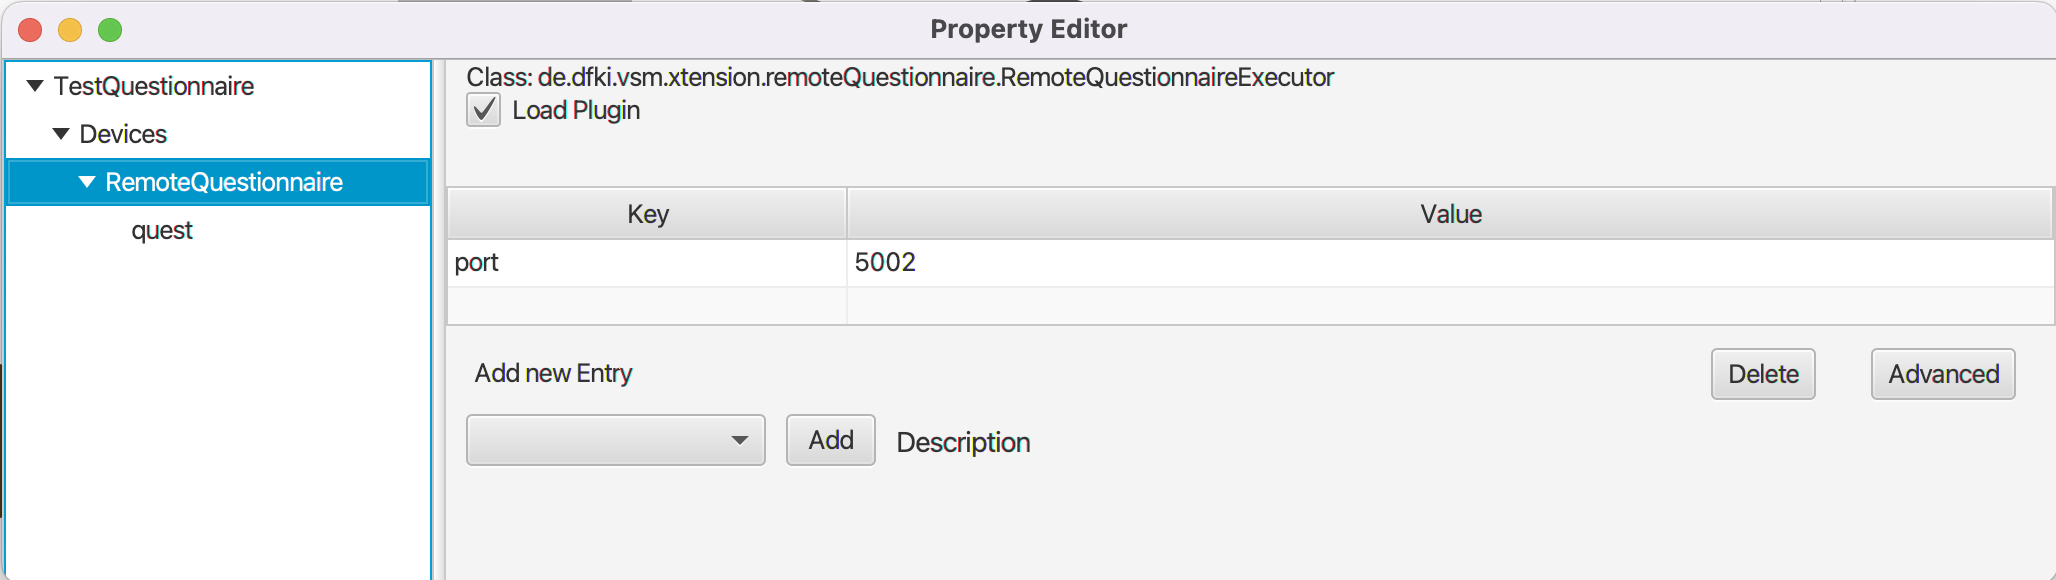 Property Editor
TestQuestionnaire
Devices
RemoteQuestionnaire
quest
Class: de.dfki.vsm.xtension.remoteQuestionnaire.RemoteQuestionnaireExecutor
Load Plugin
Key Value
port 5002
Add new Entry Delete Advanced
Add Description